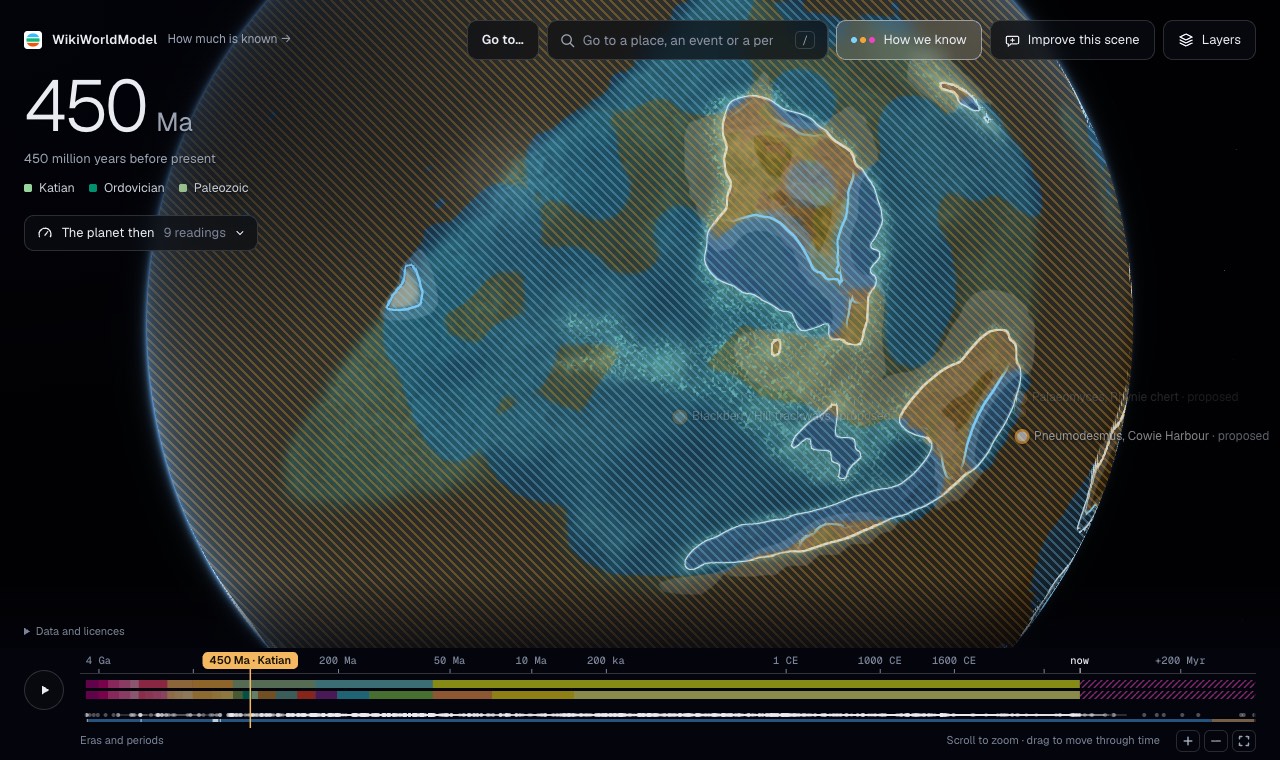 WikiWorldModel
How much is known →
Go to...
Go to a place, an event or a per
/
How we know
Improve this scene
Layers
450 Ma
450 million years before present
Katian
Ordovician
Paleozoic
The planet then 9 readings
Palaeomyces, Rhynie chert · proposed
Pneumodesmus, Cowie Harbour · proposed
Data and licences
4 Ga
450 Ma · Katian
200 Ma
50 Ma
10 Ma
200 ka
1 CE
1000 CE
1600 CE
now
+200 Myr
Eras and periods
Scroll to zoom · drag to move through time